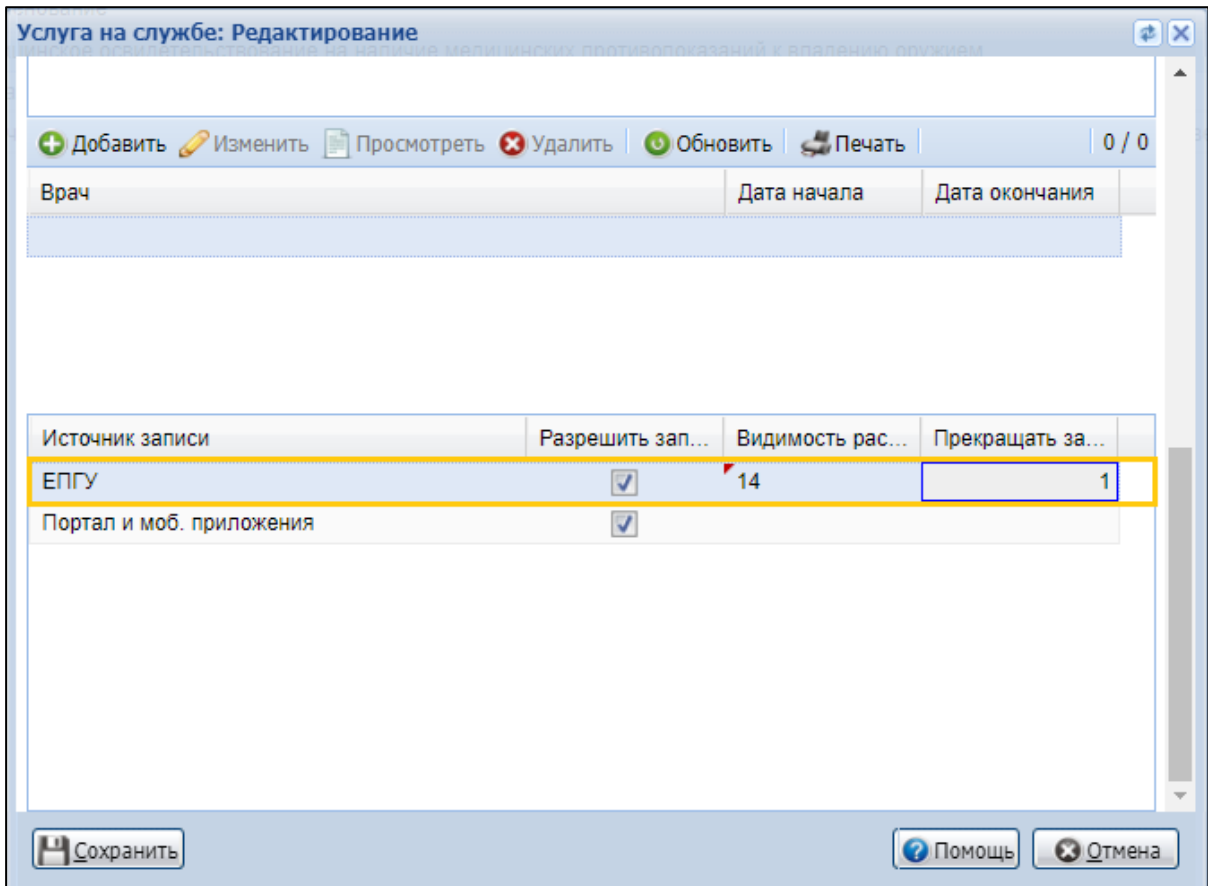 Услуга на службе: Редактирование
Добавить Изменить Просмотреть Удалить Обновить Печать 0 / 0
Врач Дата начала Дата окончания
Источник записи Разрешить зап... Видимость рас... Прекращать за...
ЕПГУ 14 1
Портал и моб. приложения
Сохранить Помощь Отмена